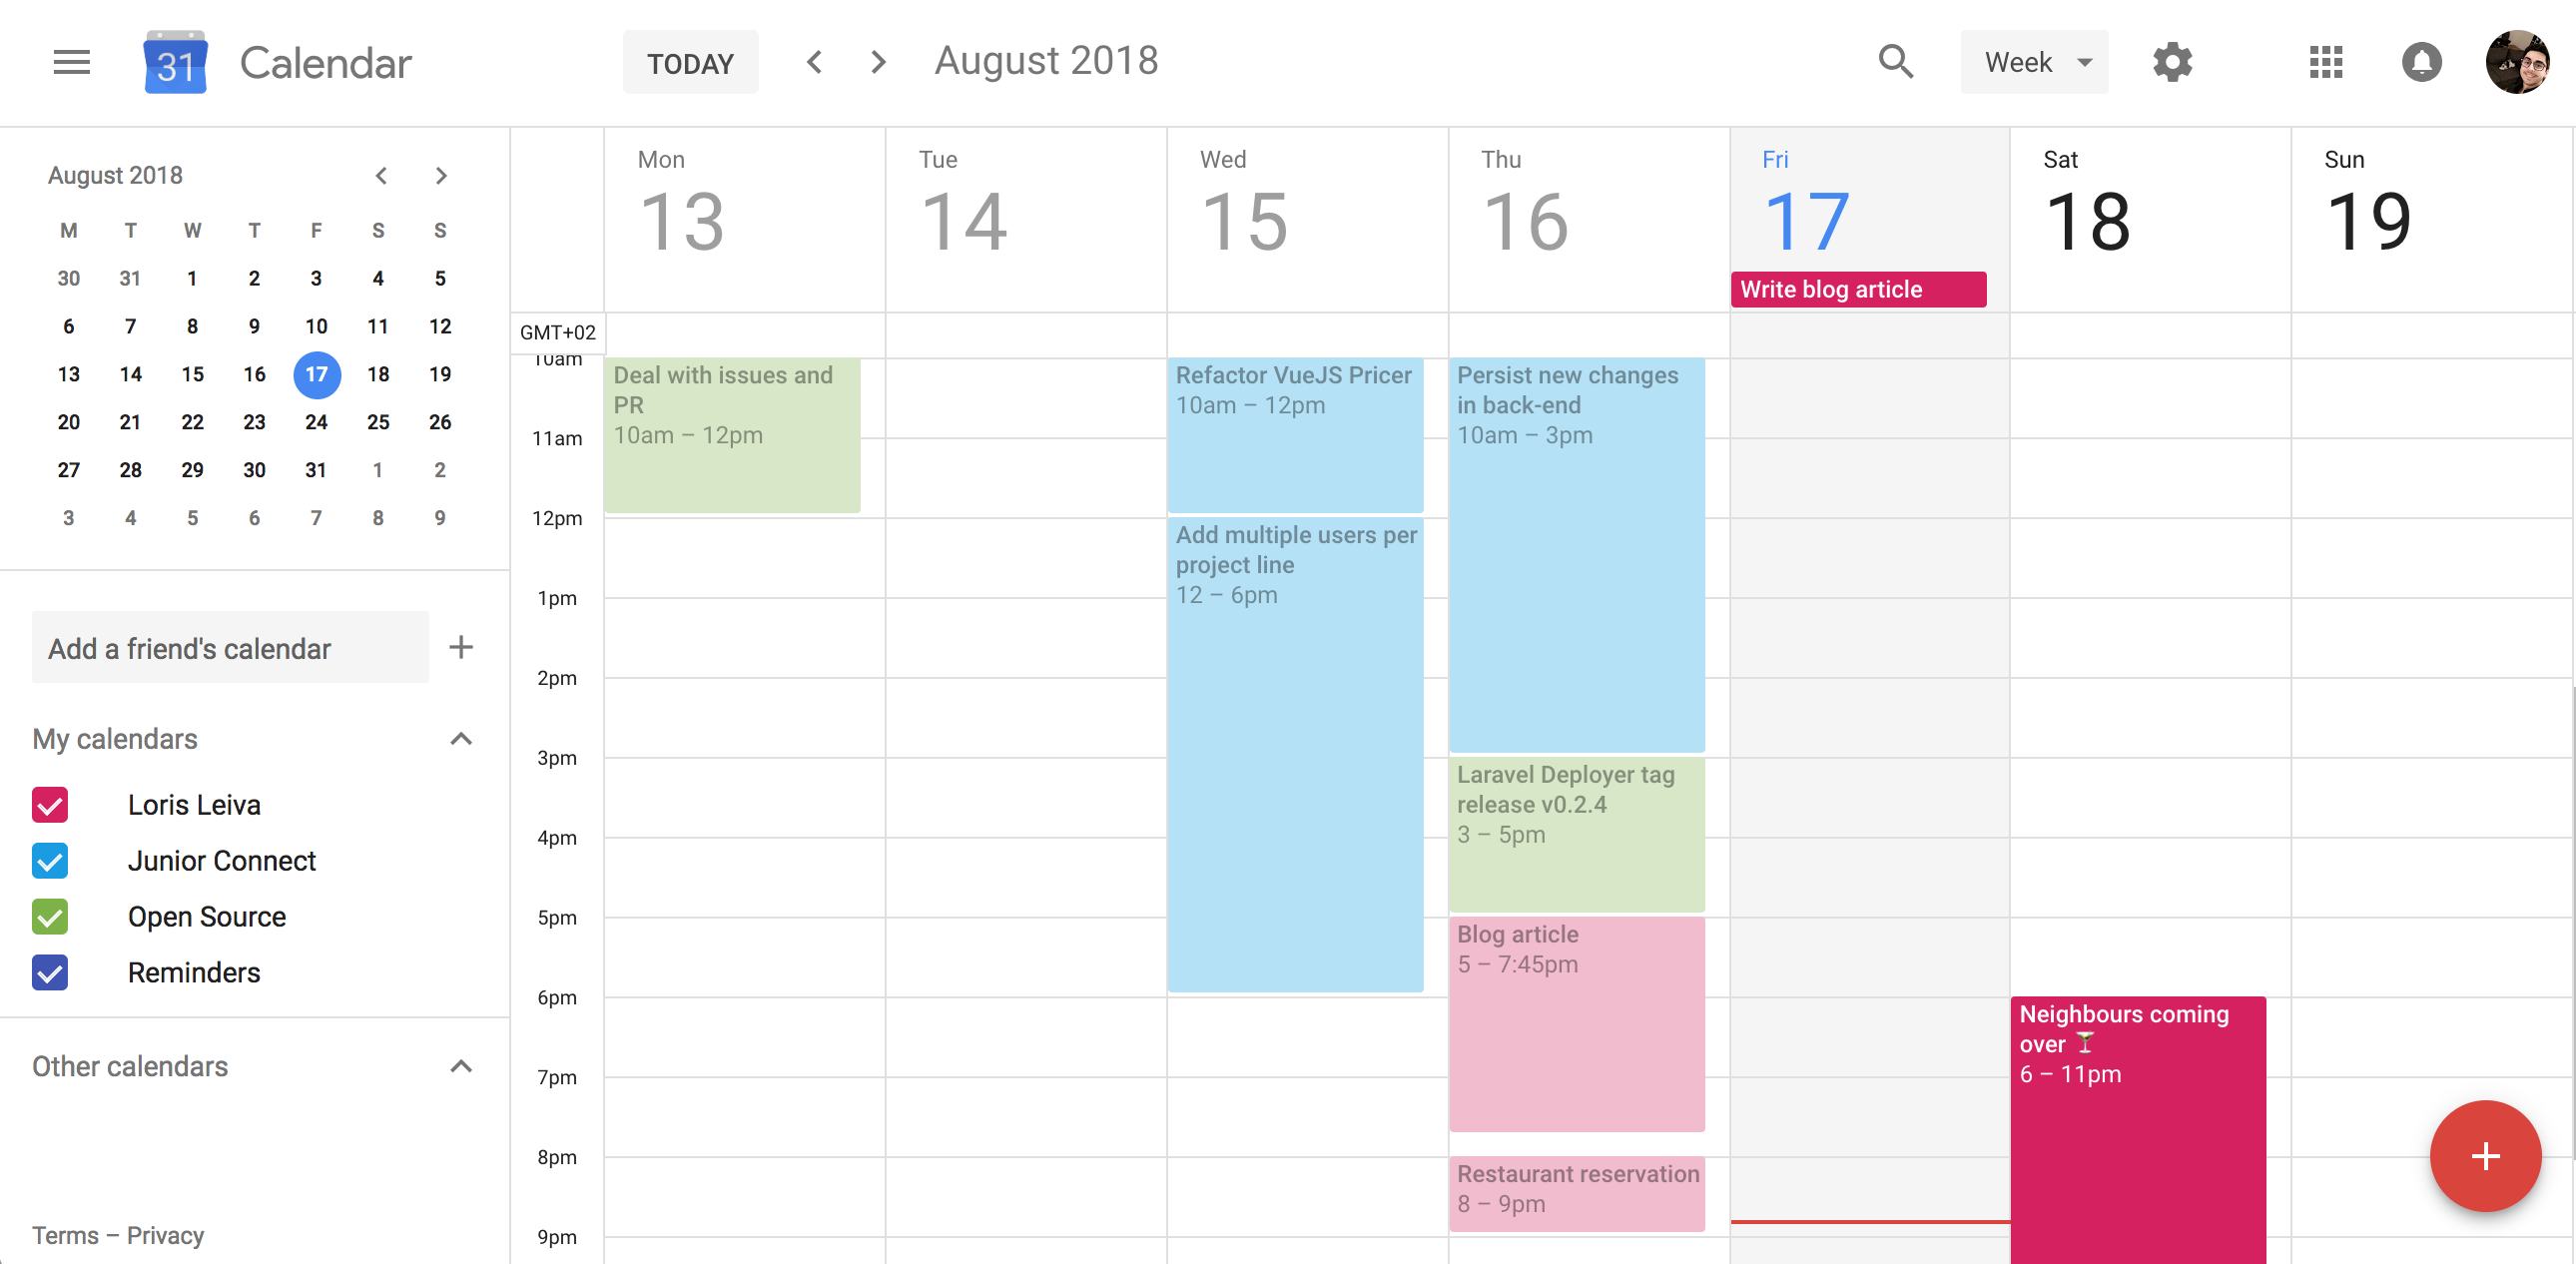 31 Calendar TODAY August 2018 Week
August 2018
M T W T F S S
30 31 1 2 3 4 5
6 7 8 9 10 11 12
13 14 15 16 17 18 19
20 21 22 23 24 25 26
27 28 29 30 31 1 2
3 4 5 6 7 8 9
Add a friend's calendar
My calendars
Loris Leiva
Junior Connect
Open Source
Reminders
Other calendars
Terms – Privacy
Mon Tue Wed Thu Fri Sat Sun
13 14 15 16 17 18 19
Write blog article
GMT+02
10am
11am
12pm
1pm
2pm
3pm
4pm
5pm
6pm
7pm
8pm
9pm
Deal with issues and
PR
10am – 12pm
Refactor VueJS Pricer
10am – 12pm
Add multiple users per
project line
12 – 6pm
Persist new changes
in back-end
10am – 3pm
Laravel Deployer tag
release v0.2.4
3 – 5pm
Blog article
5 – 7:45pm
Restaurant reservation
8 – 9pm
Neighbours coming
over 🍸
6 – 11pm